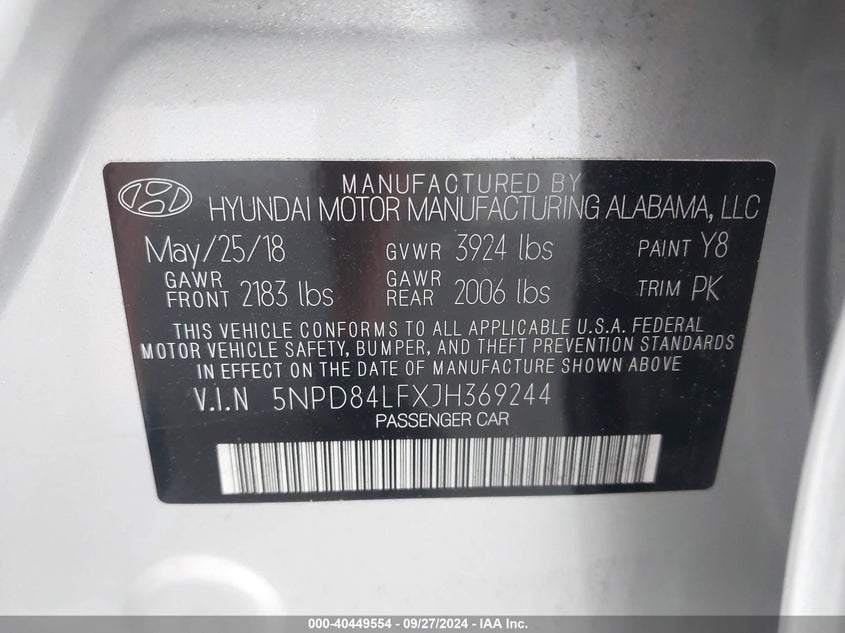 MANUFACTURED BY
HYUNDAI MOTOR MANUFACTURING ALABAMA, LLC
May/25/18 GVWR 3924 lbs PAINT Y8
GAWR FRONT 2183 lbs GAWR REAR 2006 lbs TRIM PK
THIS VEHICLE CONFORMS TO ALL APPLICABLE U.S.A. FEDERAL
MOTOR VEHICLE SAFETY, BUMPER, AND THEFT PREVENTION STANDARDS
IN EFFECT ON THE DATE OF MANUFACTURE SHOWN ABOVE
V.I.N 5NPD84LFXJH369244
PASSENGER CAR
000-40449554 - 09/27/2024 - IAA Inc.